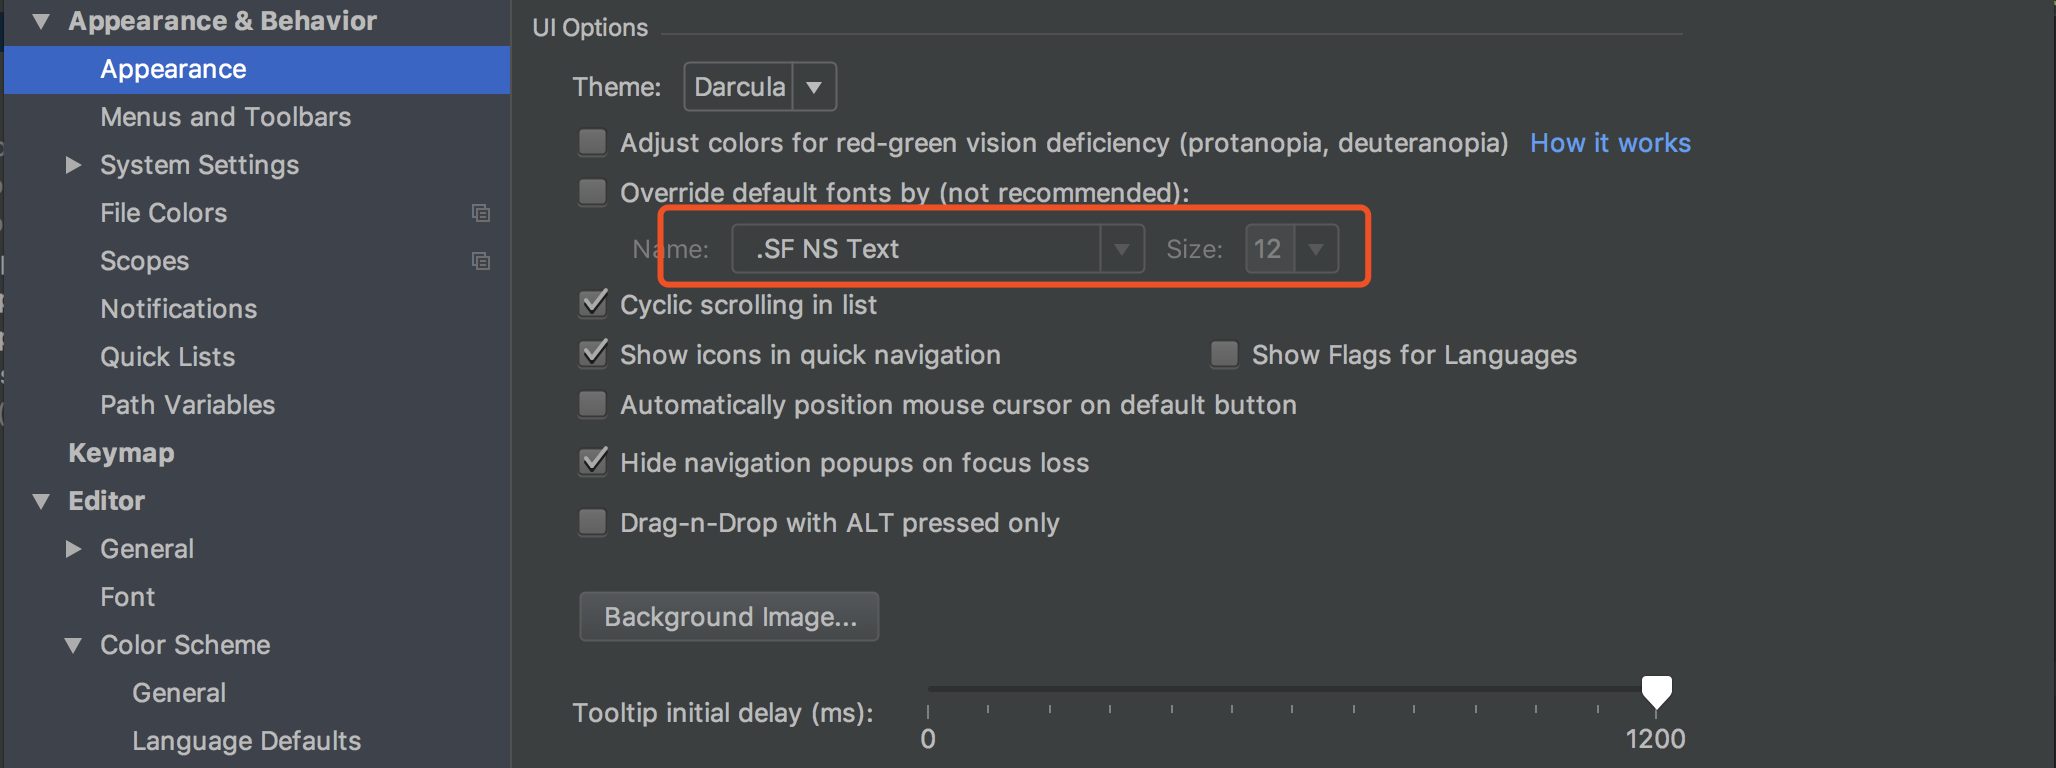 Appearance & Behavior
Appearance
Menus and Toolbars
System Settings
File Colors
Scopes
Notifications
Quick Lists
Path Variables
Keymap
Editor
General
Font
Color Scheme
General
Language Defaults
UI Options
Theme: Darcula
Adjust colors for red-green vision deficiency (protanopia, deuteranopia) How it works
Override default fonts by (not recommended):
Name: .SF NS Text Size: 12
Cyclic scrolling in list
Show icons in quick navigation Show Flags for Languages
Automatically position mouse cursor on default button
Hide navigation popups on focus loss
Drag-n-Drop with ALT pressed only
Background Image...
Tooltip initial delay (ms):
0 1200